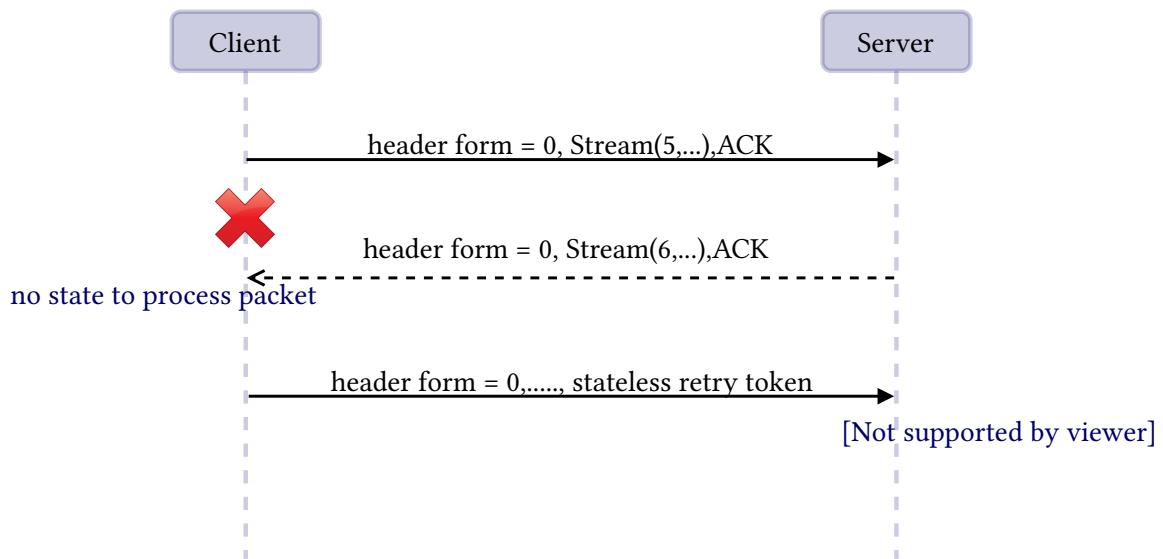 Client
Server
header form = 0, Stream(5,...),ACK
header form = 0, Stream(6,...),ACK
no state to process packet
header form = 0,....., stateless retry token
[Not supported by viewer]